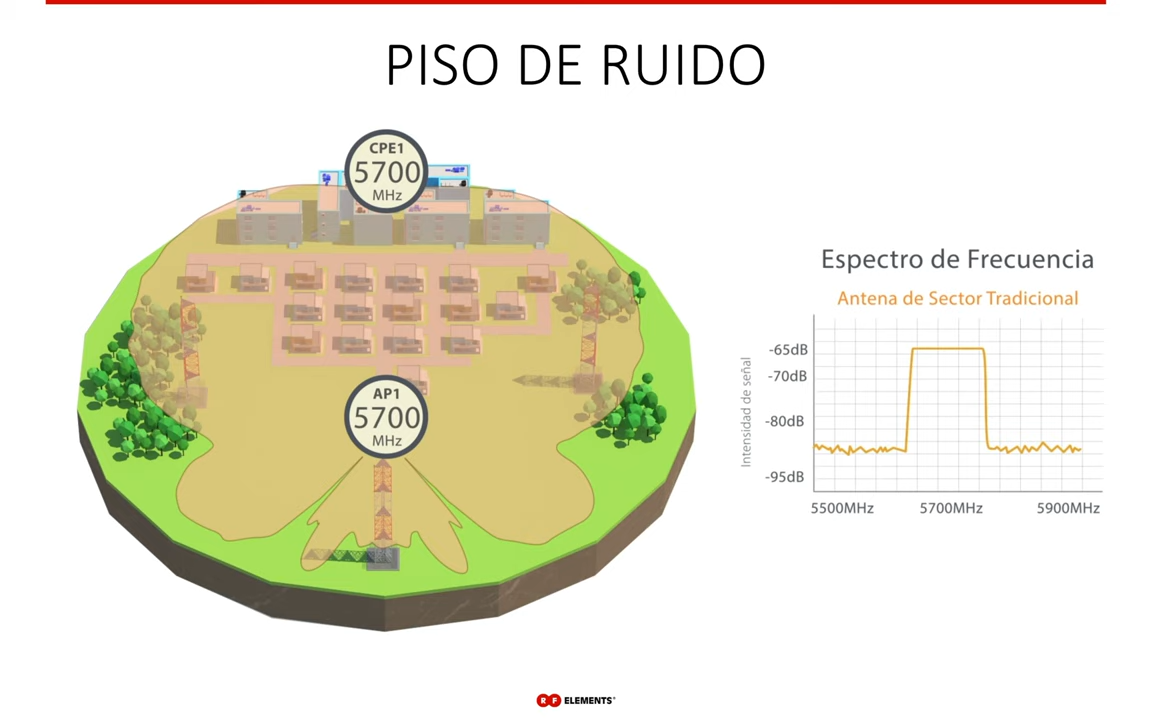 PISO DE RUIDO
CPE1
5700
MHz
AP1
5700
MHz
Espectro de Frecuencia
Antena de Sector Tradicional
Intensidad de señal
-65dB
-70dB
-80dB
-95dB
5500MHz 5700MHz 5900MHz
RF ELEMENTS